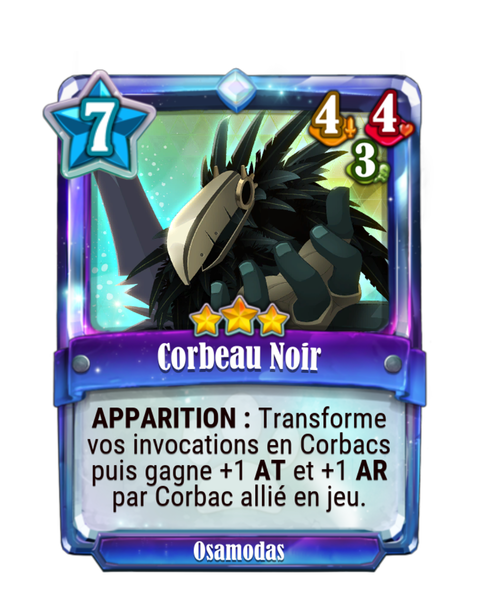 7
4
4
3
Corbeau Noir
APPARITION : Transforme
vos invocations en Corbacs
puis gagne +1 AT et +1 AR
par Corbac allié en jeu.
Osamodas